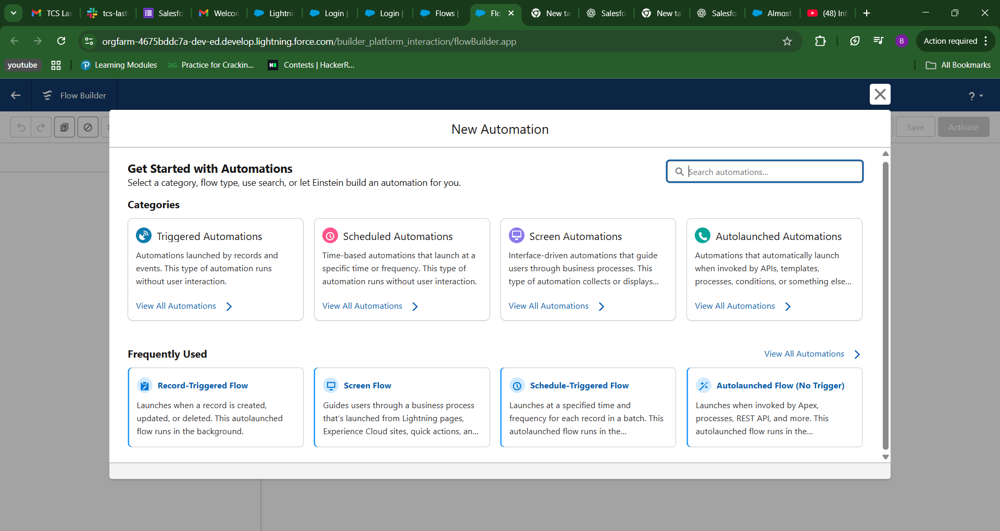 TCS Las
tcs-last
Salesfo
Welcon
Lightni
Login |
Login |
Flows |
Flo
New ta
Salesfo
New ta
Salesfo
Almost
(48) Inf
orgfarm-4675bddc7a-dev-ed.develop.lightning.force.com/builder_platform_interaction/flowBuilder.app
B
Action required
youtube
Learning Modules
Practice for Crackin...
Contests | HackerR...
All Bookmarks
Flow Builder
?
New Automation
Save
Activate
Get Started with Automations
Select a category, flow type, use search, or let Einstein build an automation for you.
Search automations...
Categories
Triggered Automations
Automations launched by records and
events. This type of automation runs
without user interaction.
View All Automations
Scheduled Automations
Time-based automations that launch at a
specific time or frequency. This type of
automation runs without user interaction.
View All Automations
Screen Automations
Interface-driven automations that guide
users through business processes. This
type of automation collects or displays...
View All Automations
Autolaunched Automations
Automations that automatically launch
when invoked by APIs, templates,
processes, conditions, or something else...
View All Automations
Frequently Used
View All Automations
Record-Triggered Flow
Launches when a record is created,
updated, or deleted. This autolaunched
flow runs in the background.
Screen Flow
Guides users through a business process
that's launched from Lightning pages,
Experience Cloud sites, quick actions, an...
Schedule-Triggered Flow
Launches at a specified time and
frequency for each record in a batch. This
autolaunched flow runs in the...
Autolaunched Flow (No Trigger)
Launches when invoked by Apex,
processes, REST API, and more. This
autolaunched flow runs in the...